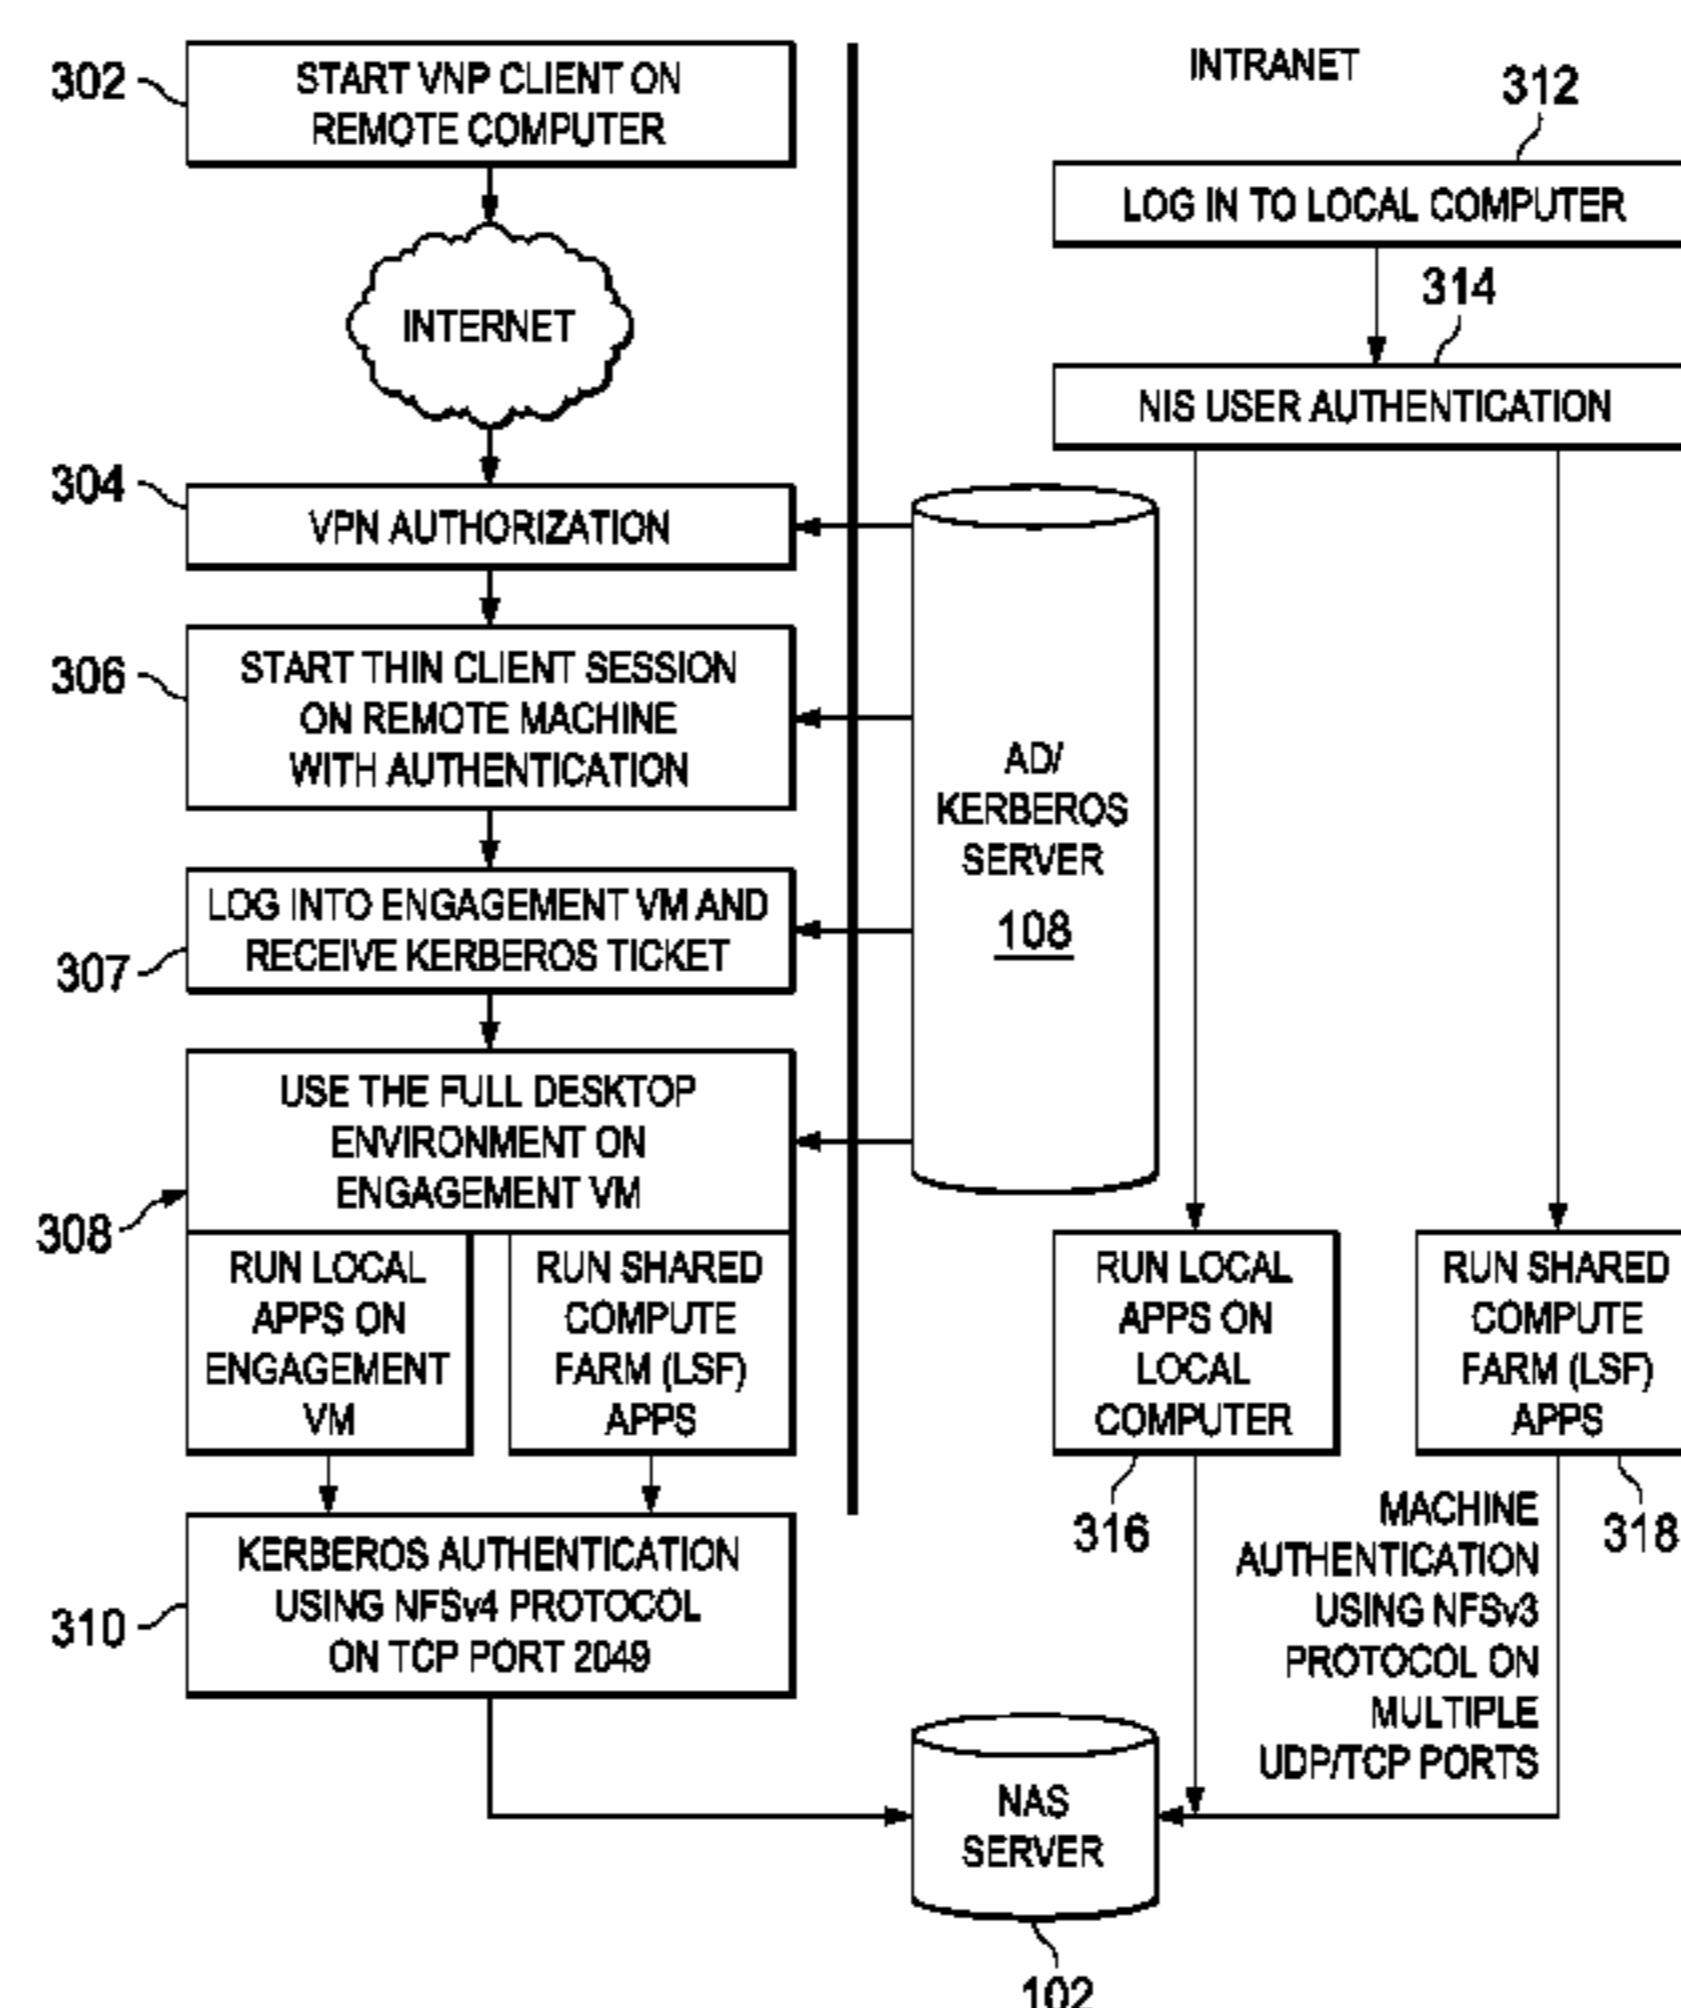 302
START VNP CLIENT ON
REMOTE COMPUTER
INTERNET
304
VPN AUTHORIZATION
306
START THIN CLIENT SESSION
ON REMOTE MACHINE
WITH AUTHENTICATION
LOG INTO ENGAGEMENT VM AND
RECEIVE KERBEROS TICKET
307
USE THE FULL DESKTOP
ENVIRONMENT ON
ENGAGEMENT VM
308
RUN LOCAL
APPS ON
ENGAGEMENT
VM
RUN SHARED
COMPUTE
FARM (LSF)
APPS
KERBEROS AUTHENTICATION
USING NFSv4 PROTOCOL
ON TCP PORT 2049
310
INTRANET
312
LOG IN TO LOCAL COMPUTER
314
NIS USER AUTHENTICATION
AD/
KERBEROS
SERVER
108
RUN LOCAL
APPS ON
LOCAL
COMPUTER
316
RUN SHARED
COMPUTE
FARM (LSF)
APPS
318
MACHINE
AUTHENTICATION
USING NFSv3
PROTOCOL ON
MULTIPLE
UDP/TCP PORTS
NAS
SERVER
102